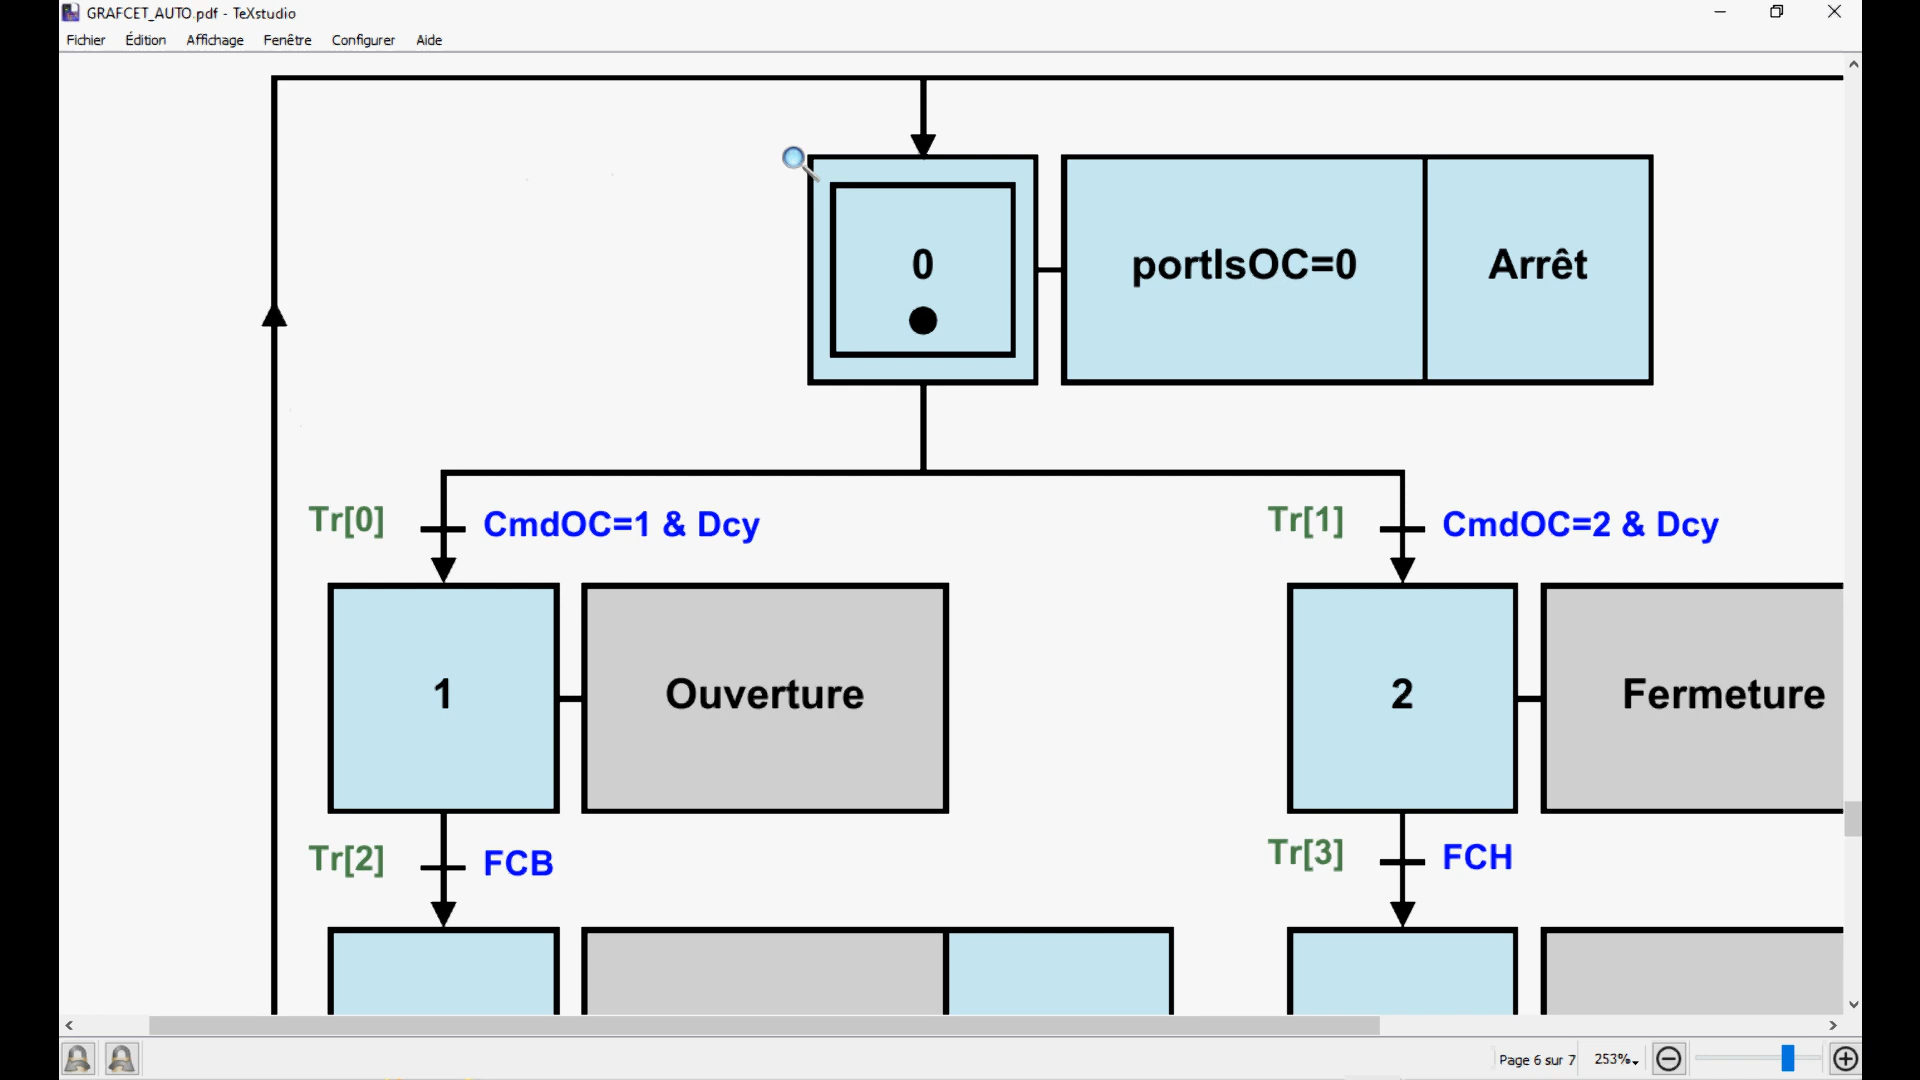 GRAFCET_AUTO.pdf - TeXstudio
Fichier Édition Affichage Fenêtre Configurer Aide
0
portIsOC=0 Arrêt
Tr[0] CmdOC=1 & Dcy
Tr[1] CmdOC=2 & Dcy
1 Ouverture
2 Fermeture
Tr[2] FCB
Tr[3] FCH
Page 6 sur 7 253%